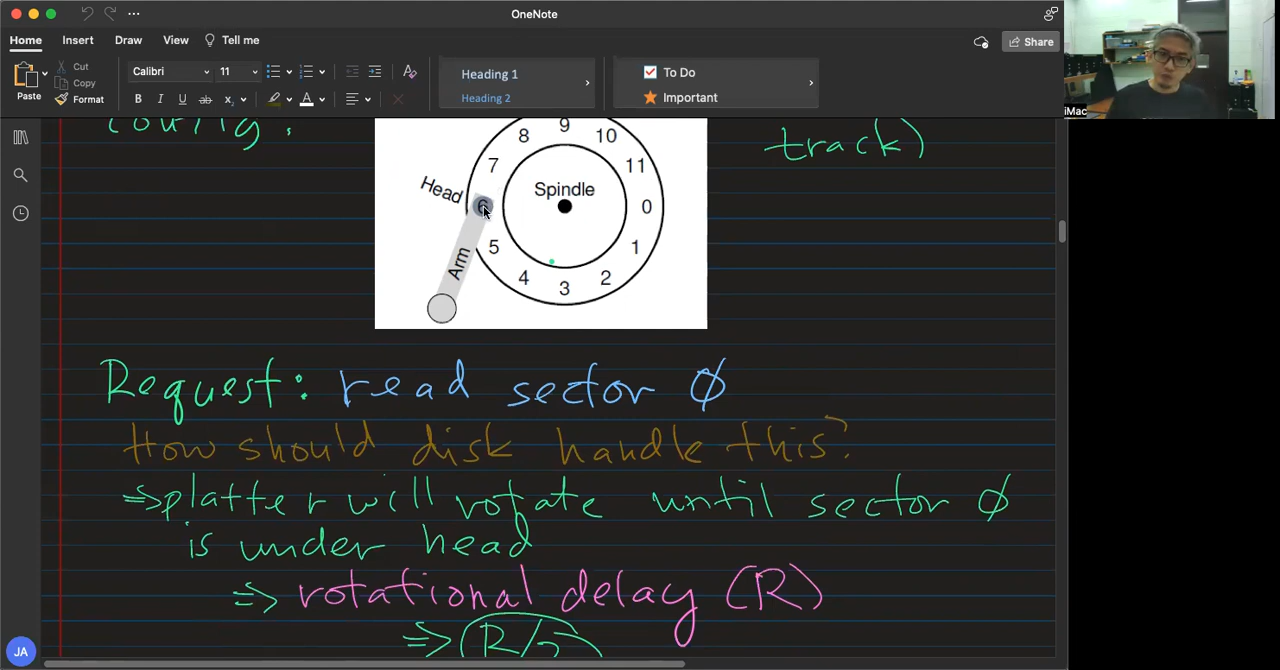 OneNote
Home Insert Draw View Tell me
Share
Paste
Cut
Copy
Format
Calibri 11
B I U ab x
A
Heading 1
Heading 2
To Do
Important
iMac
config:
track)
9
8 10
7 11
Head 6 Spindle 0
5 1
Arm
4 2
3
Request: read sector Ø
How should disk handle this?
⇒ platter will rotate until sector Ø
is under head
⇒ rotational delay (R)
⇒ R/2
JA